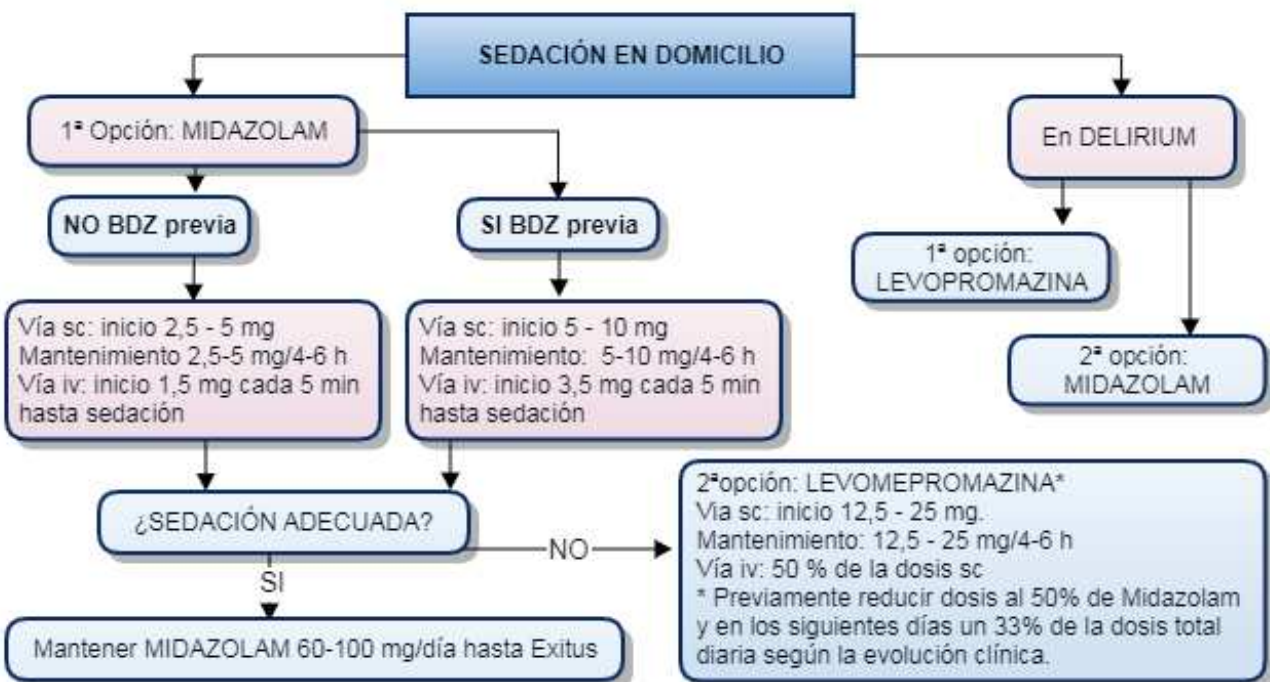 SEDACIÓN EN DOMICILIO
1ª Opción: MIDAZOLAM
En DELIRIUM
NO BDZ previa
SI BDZ previa
1ª opción:
LEVOPROMAZINA
Vía sc: inicio 2,5 - 5 mg
Mantenimiento 2,5-5 mg/4-6 h
Vía iv: inicio 1,5 mg cada 5 min
hasta sedación
Vía sc: inicio 5 - 10 mg
Mantenimiento: 5-10 mg/4-6 h
Vía iv: inicio 3,5 mg cada 5 min
hasta sedación
2ª opción:
MIDAZOLAM
¿SEDACIÓN ADECUADA?
NO
SI
2ªopción: LEVOMEPROMAZINA*
Via sc: inicio 12,5 - 25 mg.
Mantenimiento: 12,5 - 25 mg/4-6 h
Vía iv: 50 % de la dosis sc
* Previamente reducir dosis al 50% de Midazolam
y en los siguientes días un 33% de la dosis total
diaria según la evolución clínica.
Mantener MIDAZOLAM 60-100 mg/día hasta Exitus